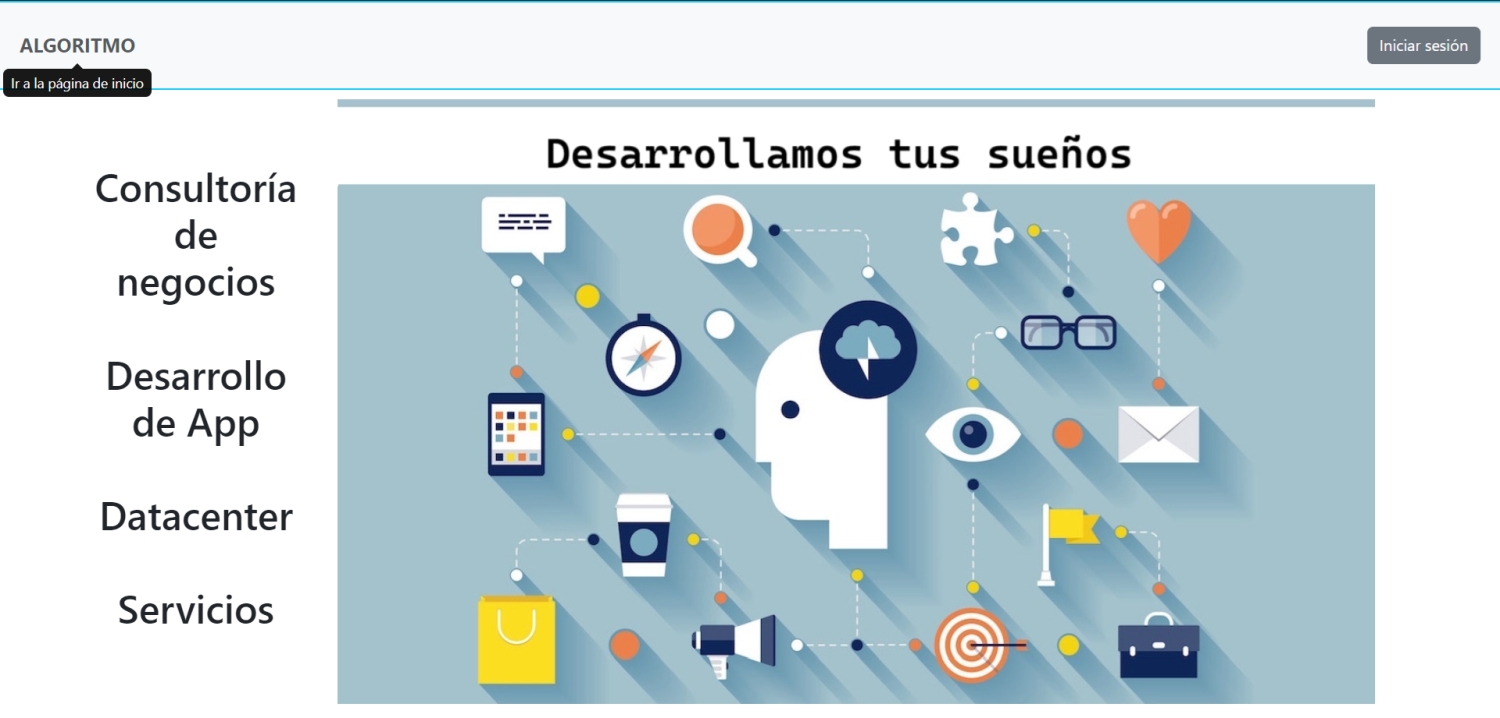 ALGORITMO
Iniciar sesión
Ir a la página de inicio
Desarrollamos tus sueños
Consultoría
de
negocios
Desarrollo
de App
Datacenter
Servicios